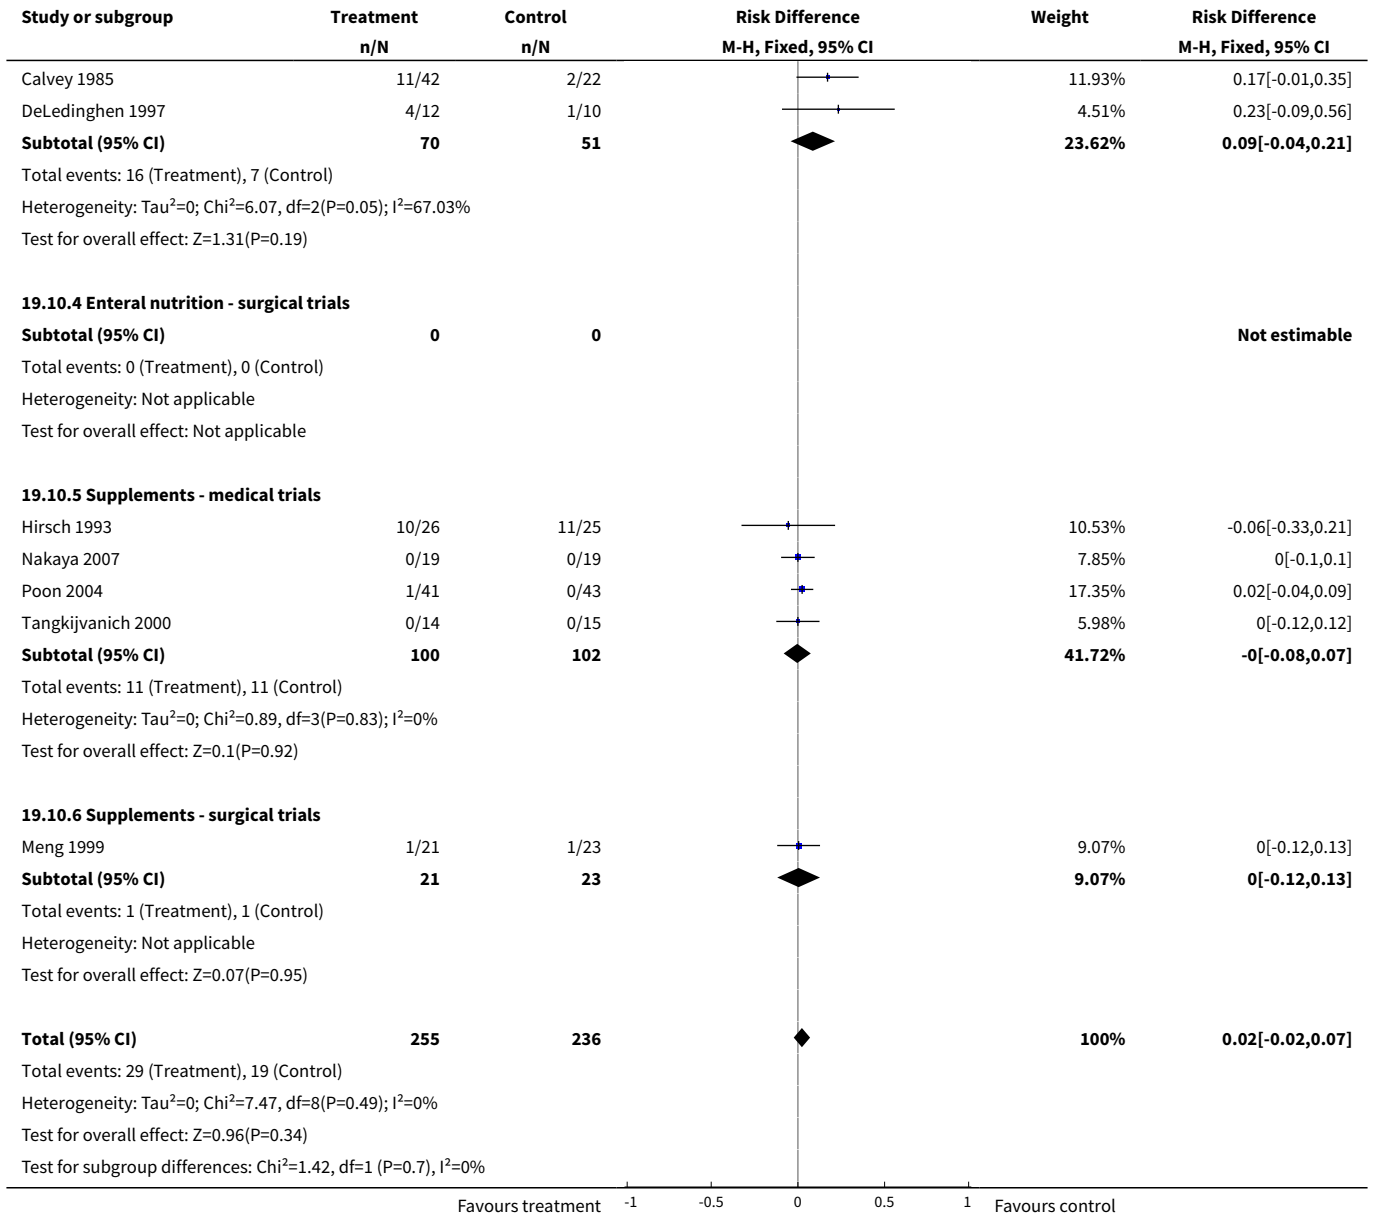 Study or subgroup Treatment Control Risk Difference Weight Risk Difference
n/N n/N M-H, Fixed, 95% CI M-H, Fixed, 95% CI
Calvey 1985 11/42 2/22 11.93% 0.17[-0.01,0.35]
DeLedinghen 1997 4/12 1/10 4.51% 0.23[-0.09,0.56]
Subtotal (95% CI) 70 51 23.62% 0.09[-0.04,0.21]
Total events: 16 (Treatment), 7 (Control)
Heterogeneity: Tau²=0; Chi²=6.07, df=2(P=0.05); I²=67.03%
Test for overall effect: Z=1.31(P=0.19)
19.10.4 Enteral nutrition - surgical trials
Subtotal (95% CI) 0 0 Not estimable
Total events: 0 (Treatment), 0 (Control)
Heterogeneity: Not applicable
Test for overall effect: Not applicable
19.10.5 Supplements - medical trials
Hirsch 1993 10/26 11/25 10.53% -0.06[-0.33,0.21]
Nakaya 2007 0/19 0/19 7.85% 0[-0.1,0.1]
Poon 2004 1/41 0/43 17.35% 0.02[-0.04,0.09]
Tangkijvanich 2000 0/14 0/15 5.98% 0[-0.12,0.12]
Subtotal (95% CI) 100 102 41.72% -0[-0.08,0.07]
Total events: 11 (Treatment), 11 (Control)
Heterogeneity: Tau²=0; Chi²=0.89, df=3(P=0.83); I²=0%
Test for overall effect: Z=0.1(P=0.92)
19.10.6 Supplements - surgical trials
Meng 1999 1/21 1/23 9.07% 0[-0.12,0.13]
Subtotal (95% CI) 21 23 9.07% 0[-0.12,0.13]
Total events: 1 (Treatment), 1 (Control)
Heterogeneity: Not applicable
Test for overall effect: Z=0.07(P=0.95)
Total (95% CI) 255 236 100% 0.02[-0.02,0.07]
Total events: 29 (Treatment), 19 (Control)
Heterogeneity: Tau²=0; Chi²=7.47, df=8(P=0.49); I²=0%
Test for overall effect: Z=0.96(P=0.34)
Test for subgroup differences: Chi²=1.42, df=1 (P=0.7), I²=0%
Favours treatment -1 -0.5 0 0.5 1 Favours control